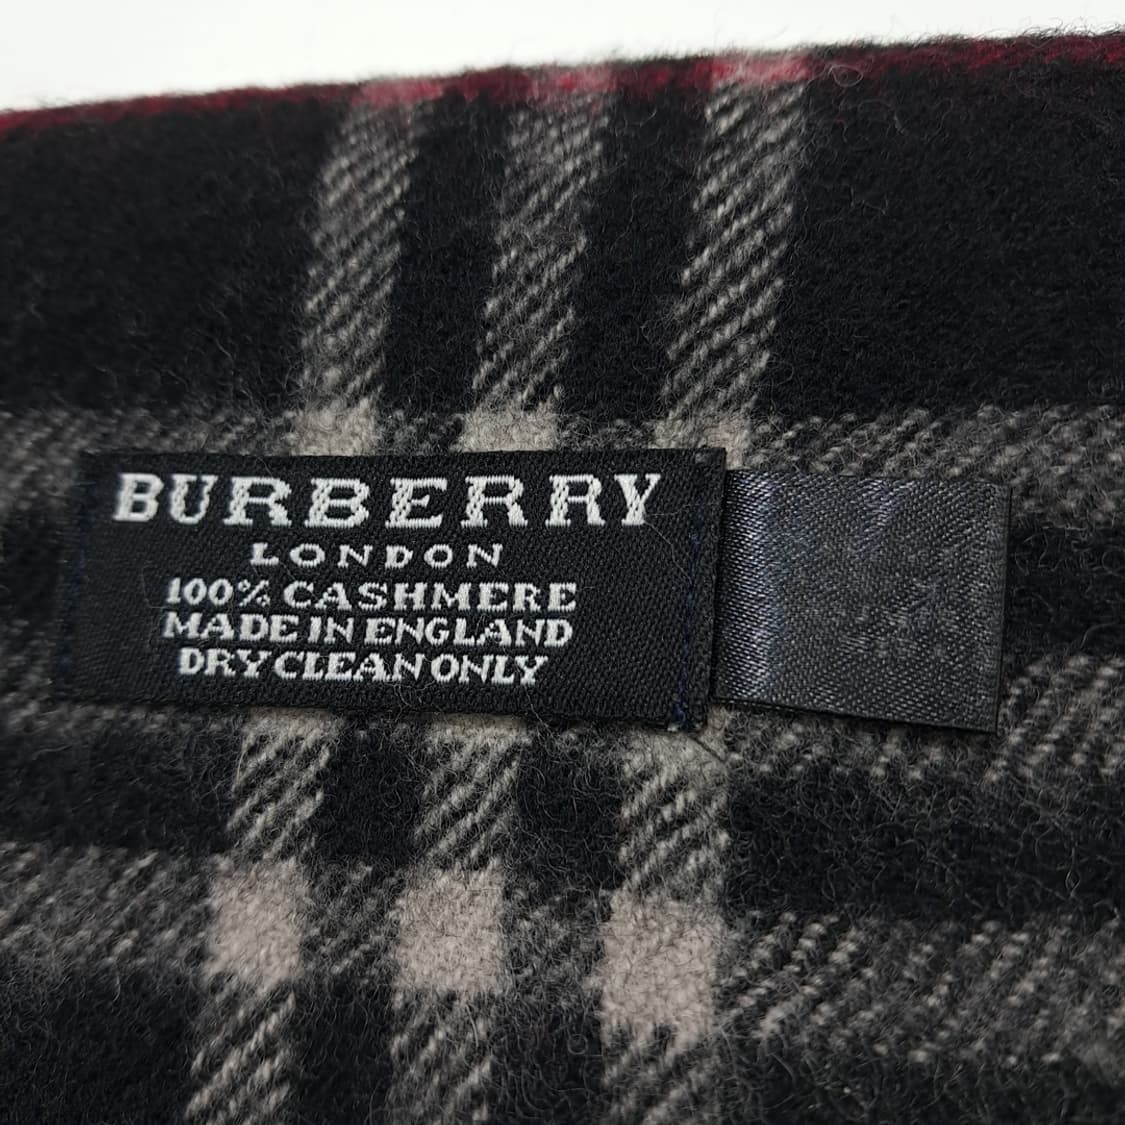 BURBERRY
LONDON
100% CASHMERE
MADE IN ENGLAND
DRY CLEAN ONLY